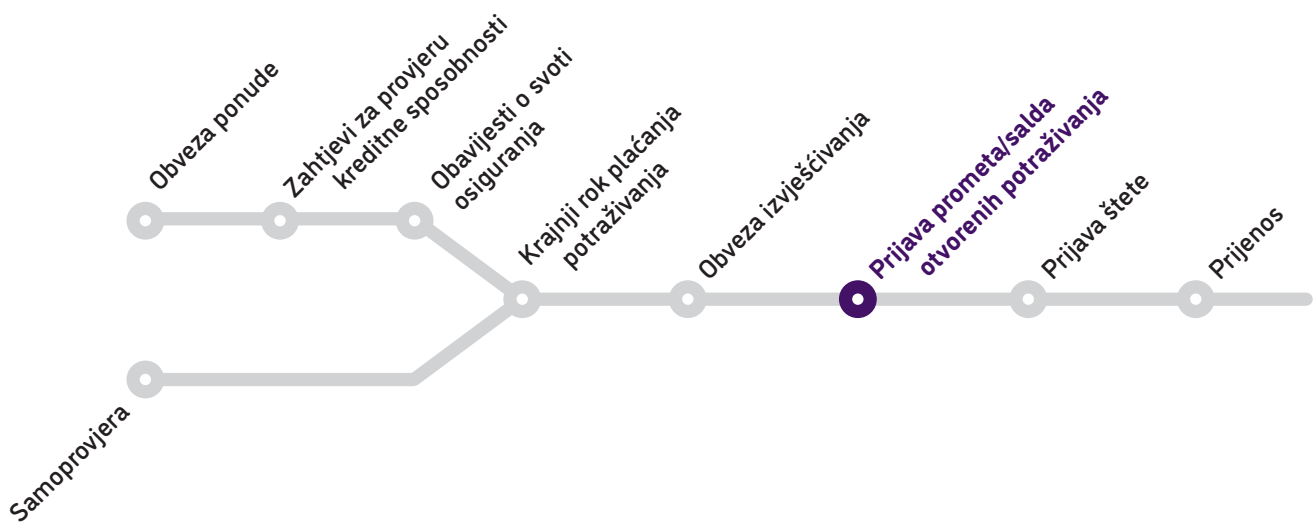 Obveza ponude
Zahtjevi za provjeru
kreditne sposobnosti
Obavijesti o svoti
osiguranja
Krajnji rok plaćanja
potraživanja
Obveza izvješćivanja
Prijava prometa/salda
otvorenih potraživanja
Prijava štete
Prijenos
Samoprovjera